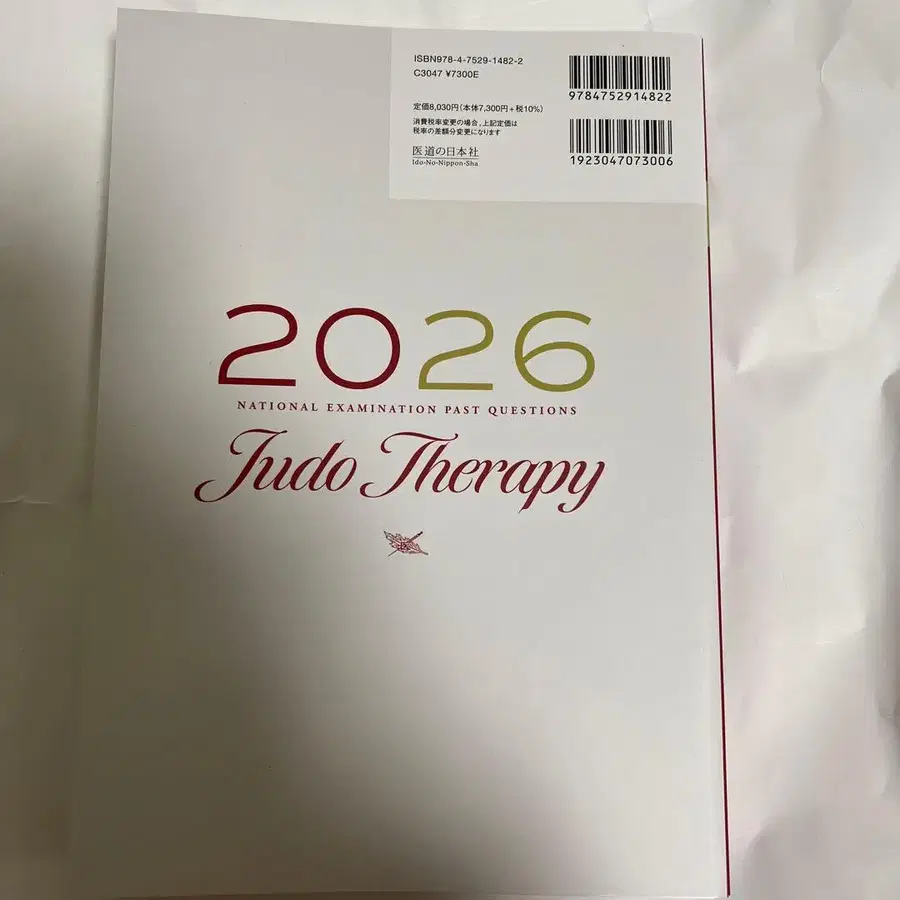 ISBN978-4-7529-1482-2
C3047 ¥7300E
9784752914822
定価8,030円(本体7,300円+税10%)
消費税率変更の場合、上記定価は
税率の差額分変更になります
医道の日本社
Ido-No-Nippon-Sha
1923047073006
2026
NATIONAL EXAMINATION PAST QUESTIONS
Judo Therapy